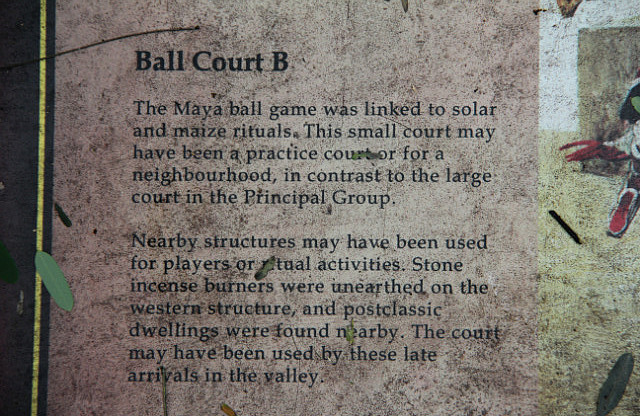 Ball Court B
The Maya ball game was linked to solar
and maize rituals. This small court may
have been a practice court or for a
neighbourhood, in contrast to the large
court in the Principal Group.
Nearby structures may have been used
for players or ritual activities. Stone
incense burners were unearthed on the
western structure, and postclassic
dwellings were found nearby. The court
may have been used by these late
arrivals in the valley.